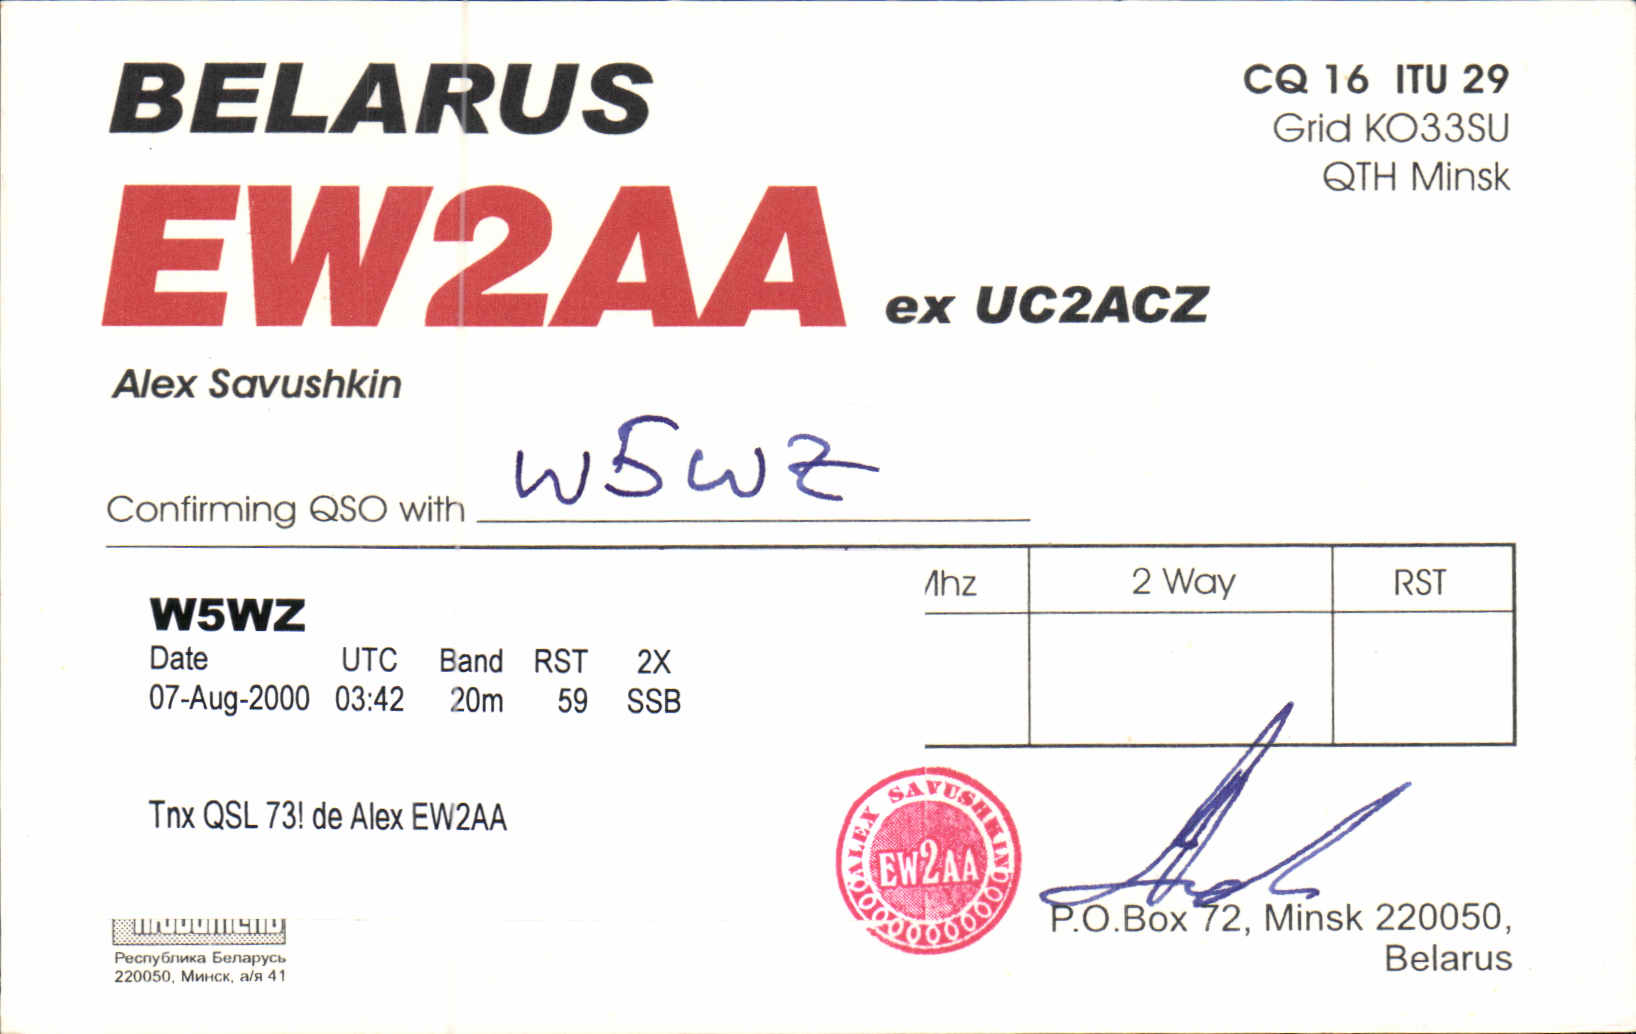 BELARUS
CQ 16 ITU 29
Grid KO33SU
QTH Minsk
EW2AA ex UC2ACZ
Alex Savushkin
Confirming QSO with W5WZ
Mhz 2 Way RST
W5WZ
Date UTC Band RST 2X
07-Aug-2000 03:42 20m 59 SSB
Tnx QSL 73! de Alex EW2AA
ALEX SAVUSHKIN
EW2AA
P.O.Box 72, Minsk 220050,
Belarus
Республика Беларусь
220050, Минск, а/я 41